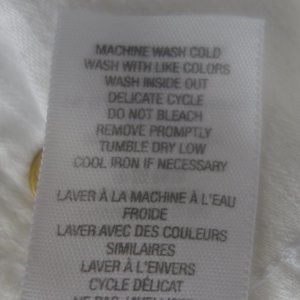 MACHINE WASH COLD
WASH WITH LIKE COLORS
WASH INSIDE OUT
DELICATE CYCLE
DO NOT BLEACH
REMOVE PROMPTLY
TUMBLE DRY LOW
COOL IRON IF NECESSARY
LAVER À LA MACHINE À L'EAU
FROIDE
LAVER AVEC DES COULEURS
SIMILAIRES
LAVER À L'ENVERS
CYCLE DÉLICAT
NE PAS